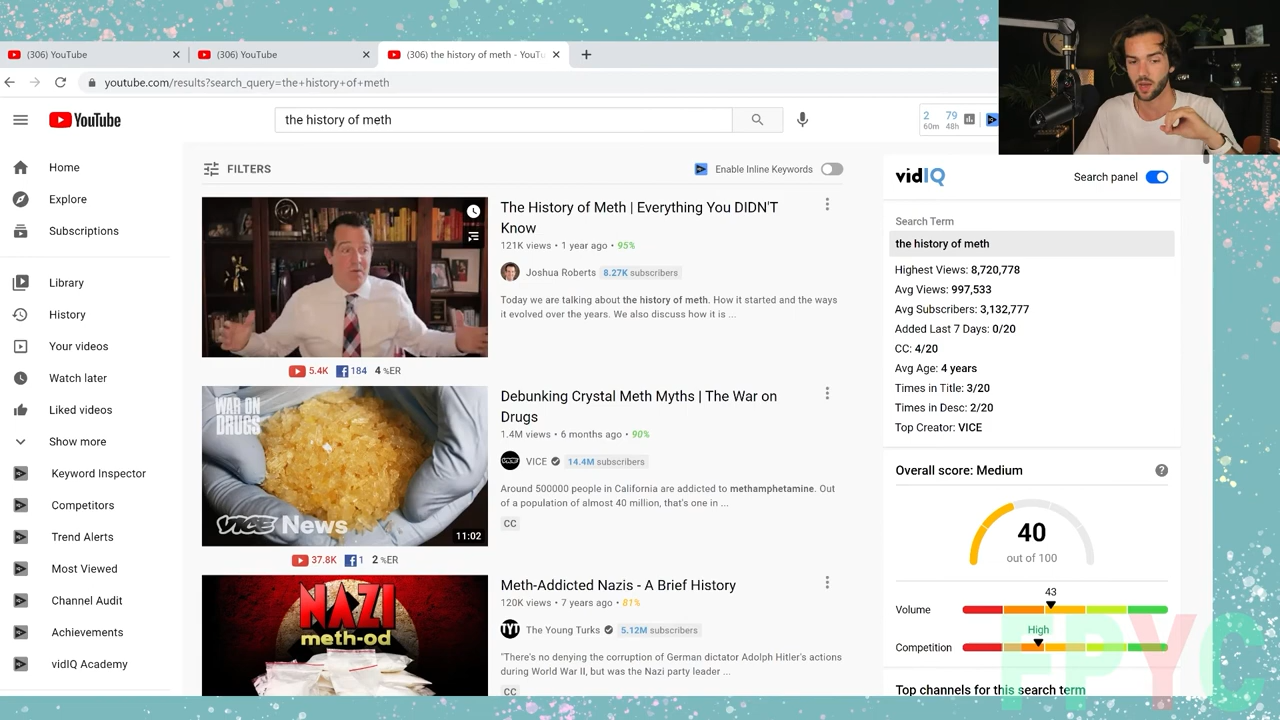 (306) YouTube
(306) YouTube
(306) the history of meth - YouTu
youtube.com/results?search_query=the+history+of+meth
YouTube
the history of meth
2 79
60m 48h
Home
Explore
Subscriptions
Library
History
Your videos
Watch later
Liked videos
Show more
Keyword Inspector
Competitors
Trend Alerts
Most Viewed
Channel Audit
Achievements
vidIQ Academy
FILTERS
Enable Inline Keywords
The History of Meth | Everything You DIDN'T
Know
121K views • 1 year ago • 95%
Joshua Roberts 8.27K subscribers
Today we are talking about the history of meth. How it started and the ways
it evolved over the years. We also discuss how it is ...
5.4K 184 4 %ER
WAR ON
DRUGS
VICE News
11:02
Debunking Crystal Meth Myths | The War on
Drugs
1.4M views • 6 months ago • 90%
VICE 14.4M subscribers
Around 500000 people in California are addicted to methamphetamine. Out
of a population of almost 40 million, that's one in ...
CC
37.8K 1 2 %ER
NAZI
meth-od
Meth-Addicted Nazis - A Brief History
120K views • 7 years ago • 81%
TYT
The Young Turks 5.12M subscribers
"There's no denying the corruption of German dictator Adolph Hitler's actions
during World War II, but was the Nazi party leader ...
CC
vidIQ
Search panel
Search Term
the history of meth
Highest Views: 8,720,778
Avg Views: 997,533
Avg Subscribers: 3,132,777
Added Last 7 Days: 0/20
CC: 4/20
Avg Age: 4 years
Times in Title: 3/20
Times in Desc: 2/20
Top Creator: VICE
Overall score: Medium
?
40
out of 100
43
Volume
High
Competition
Top channels for this search term
FPYC